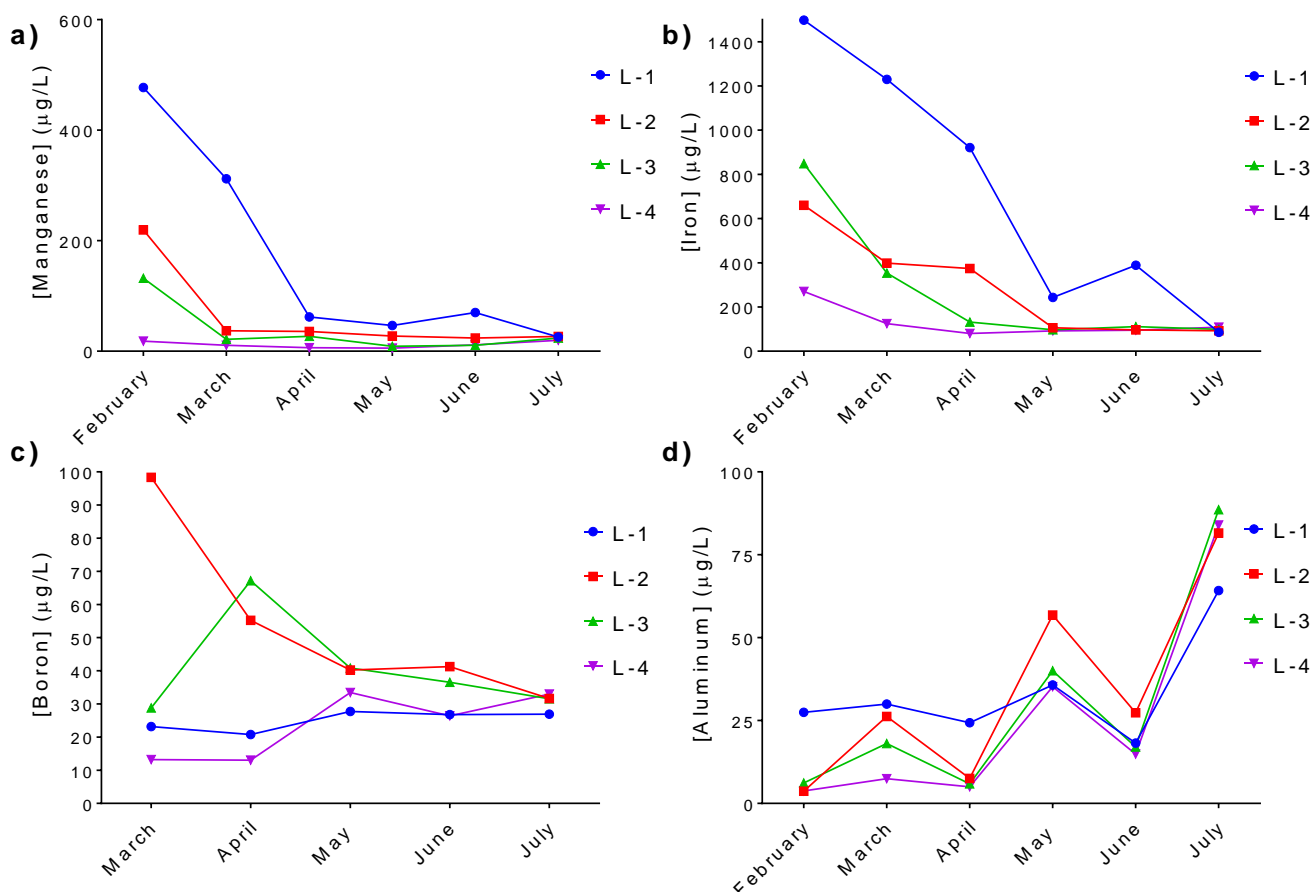 a)
[Manganese] (µg/L)
600
400
200
0
February
March
April
May
June
July
L-1
L-2
L-3
L-4
b)
[Iron] (µg/L)
1400
1200
1000
800
600
400
200
0
February
March
April
May
June
July
L-1
L-2
L-3
L-4
c)
[Boron] (µg/L)
100
90
80
70
60
50
40
30
20
10
0
March
April
May
June
July
L-1
L-2
L-3
L-4
d)
[Aluminum] (µg/L)
100
75
50
25
0
February
March
April
May
June
July
L-1
L-2
L-3
L-4